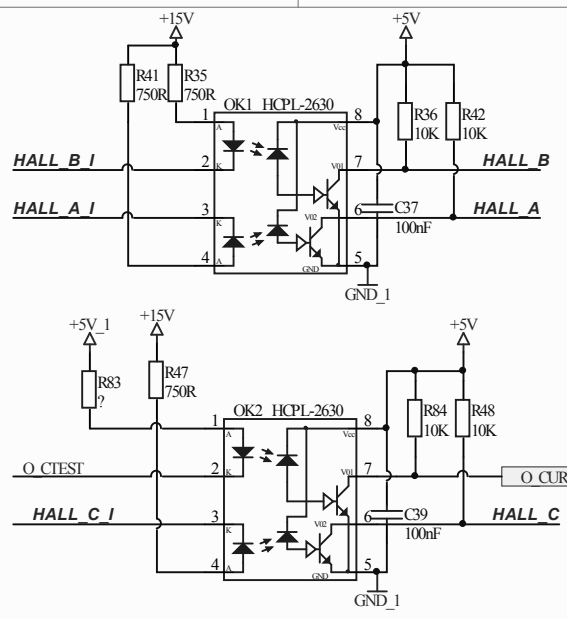 +15V
+5V
R41
750R
R35
750R
OK1 HCPL-2630
R36
10K
R42
10K
1
A
8
Vcc
HALL_B_I
2
K
7
V01
HALL_B
HALL_A_I
3
K
6
V02
C37
100nF
HALL_A
4
A
GND
5
GND_1
+5V_1
+15V
+5V
R83
?
R47
750R
OK2 HCPL-2630
R84
10K
R48
10K
1
A
8
Vcc
O_CTEST
2
K
7
V01
O_CUR
HALL_C_I
3
K
6
V02
C39
100nF
HALL_C
4
A
GND
5
GND_1